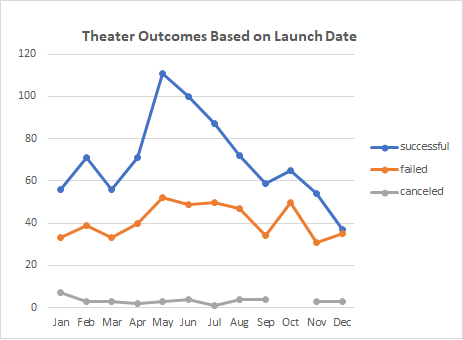 Theater Outcomes Based on Launch Date
120
100
80
60
40
20
0
Jan Feb Mar Apr May Jun Jul Aug Sep Oct Nov Dec
successful
failed
canceled